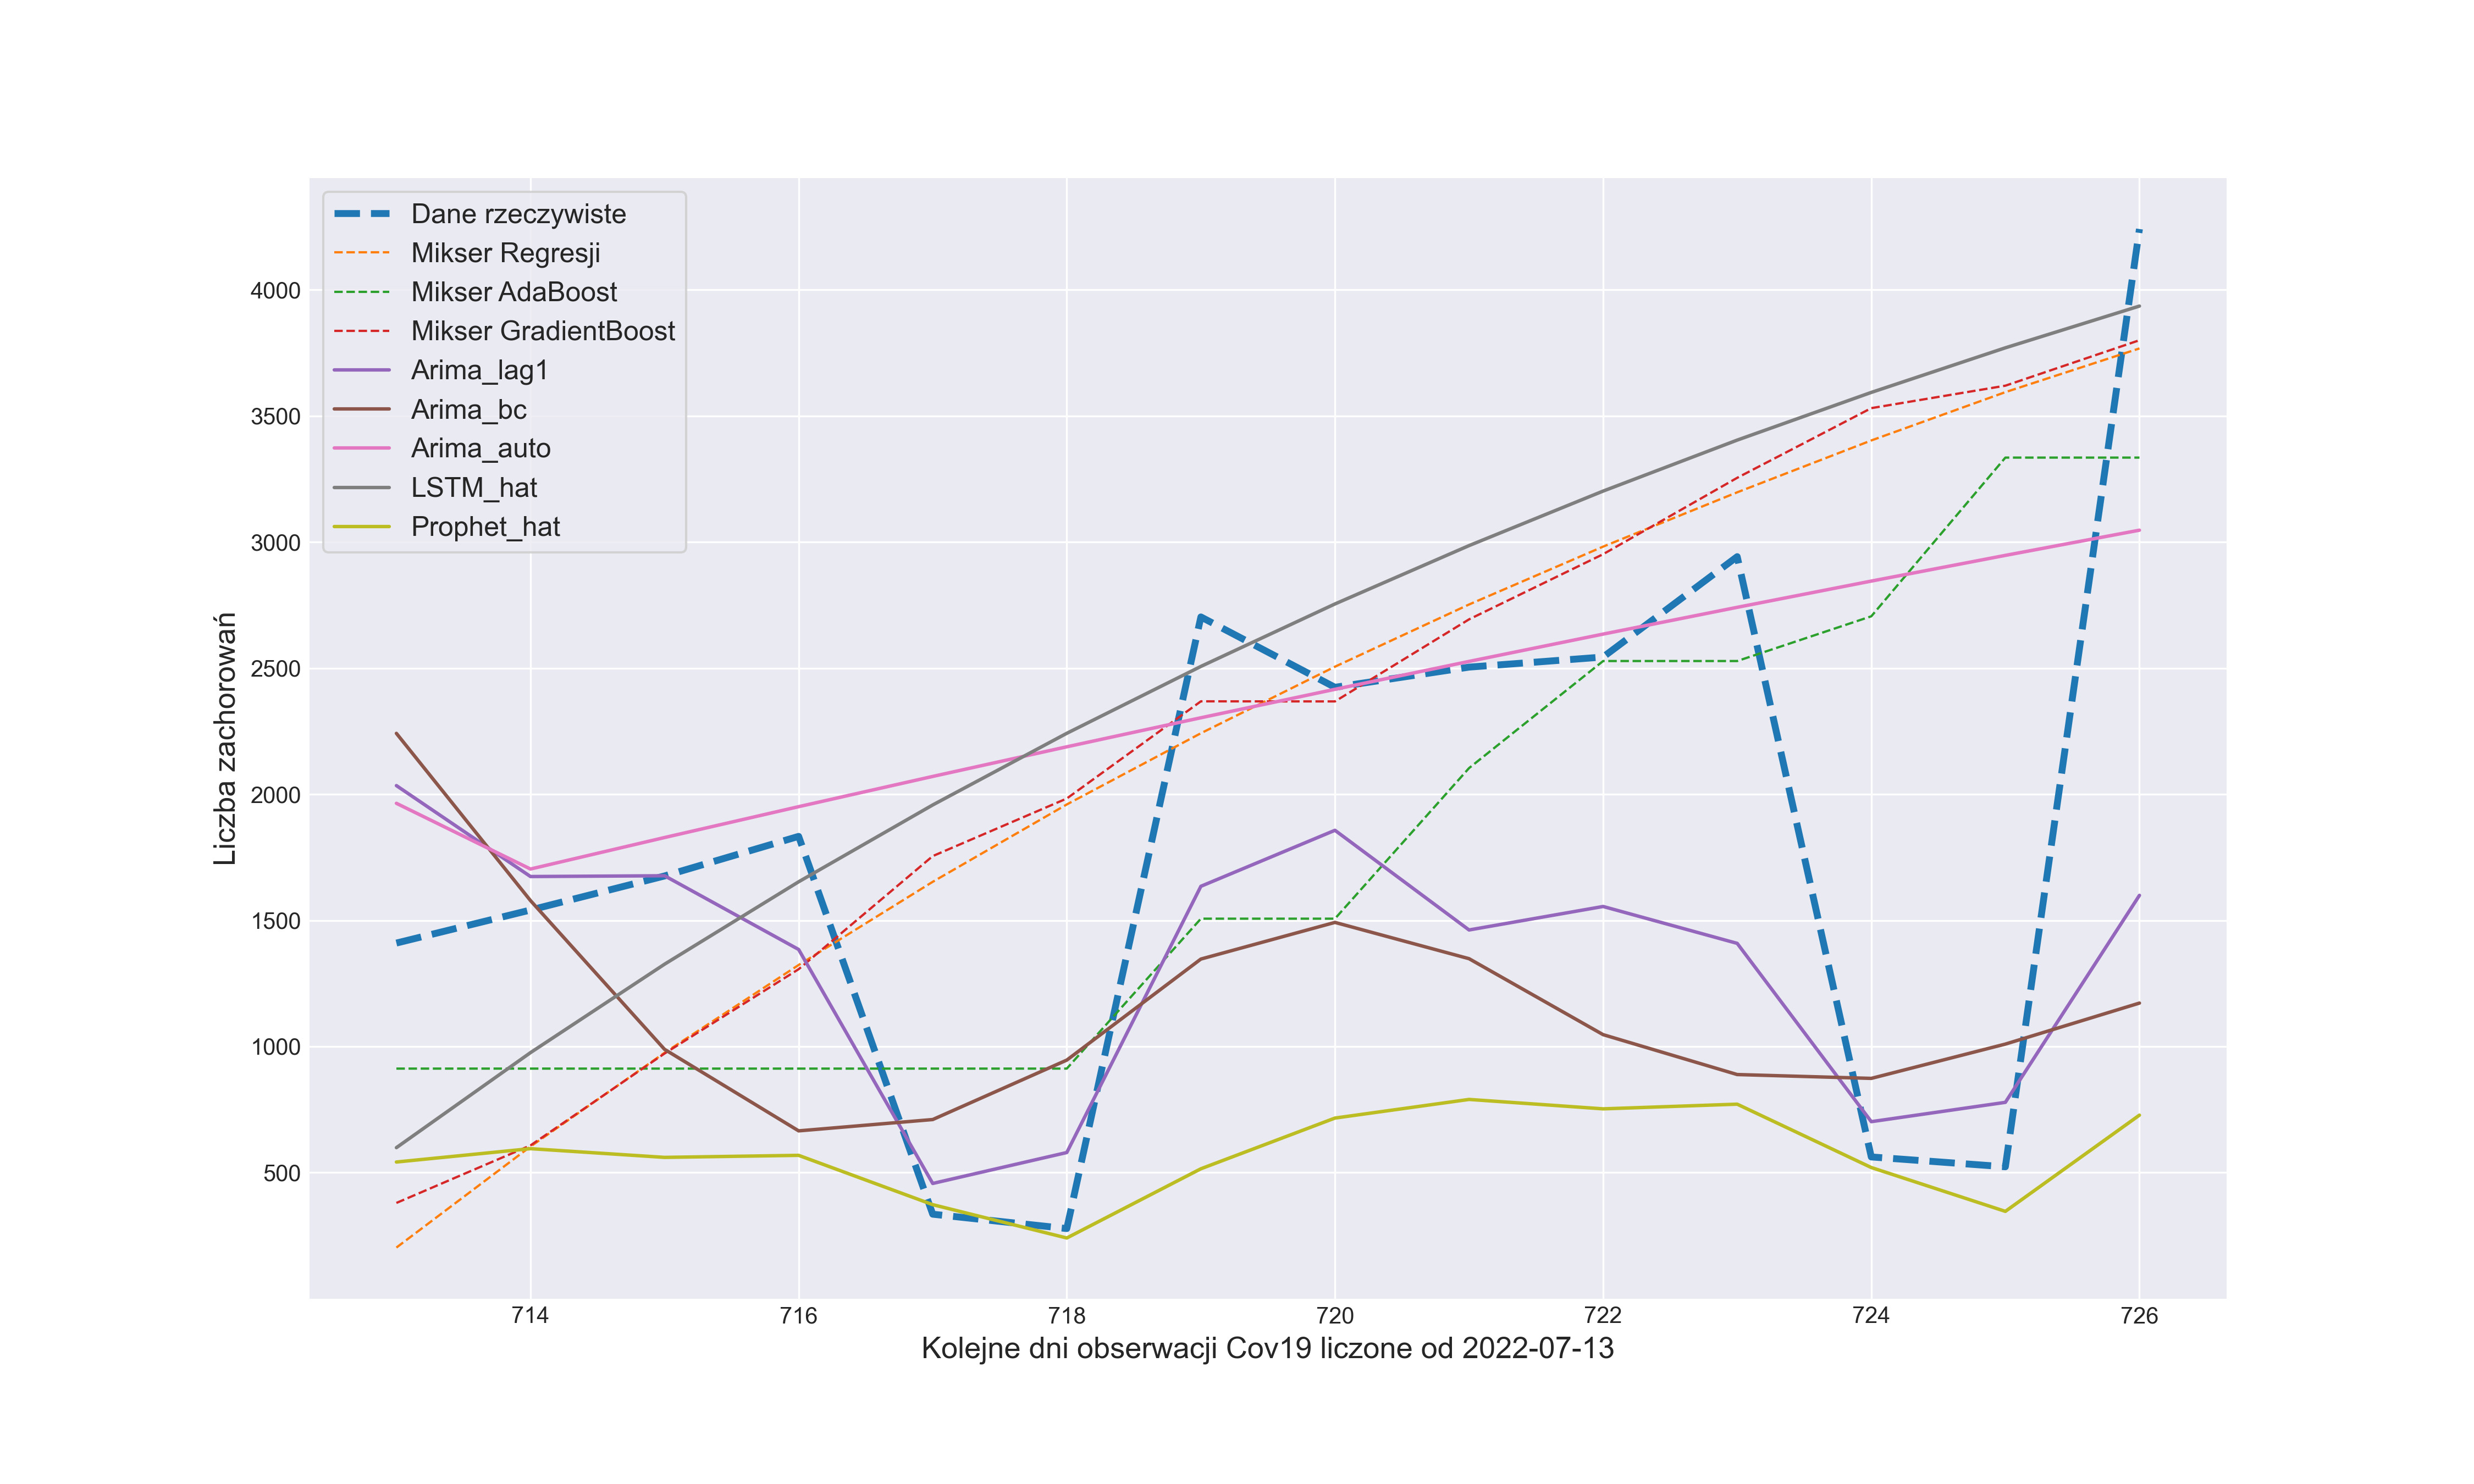 Dane rzeczywiste
Mikser Regresji
Mikser AdaBoost
Mikser GradientBoost
Arima_lag1
Arima_bc
Arima_auto
LSTM_hat
Prophet_hat
4000
3500
3000
2500
2000
1500
1000
500
Liczba zachorowań
714 716 718 720 722 724 726
Kolejne dni obserwacji Cov19 liczone od 2022-07-13